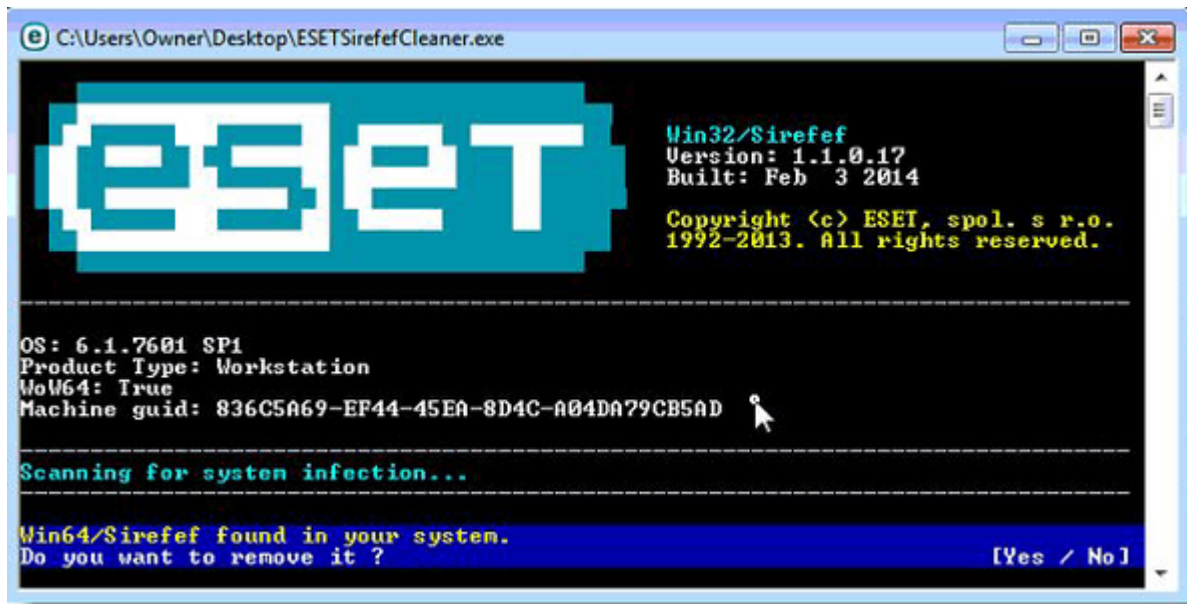 C:\Users\Owner\Desktop\ESETSirefefCleaner.exe
eset
Win32/Sirefef
Version: 1.1.0.17
Built: Feb  3 2014
Copyright (c) ESET, spol. s r.o.
1992-2013. All rights reserved.
OS: 6.1.7601 SP1
Product Type: Workstation
WoW64: True
Machine guid: 836C5A69-EF44-45EA-8D4C-A04DA79CB5AD
Scanning for system infection...
Win64/Sirefef found in your system.
Do you want to remove it ? [Yes / No]